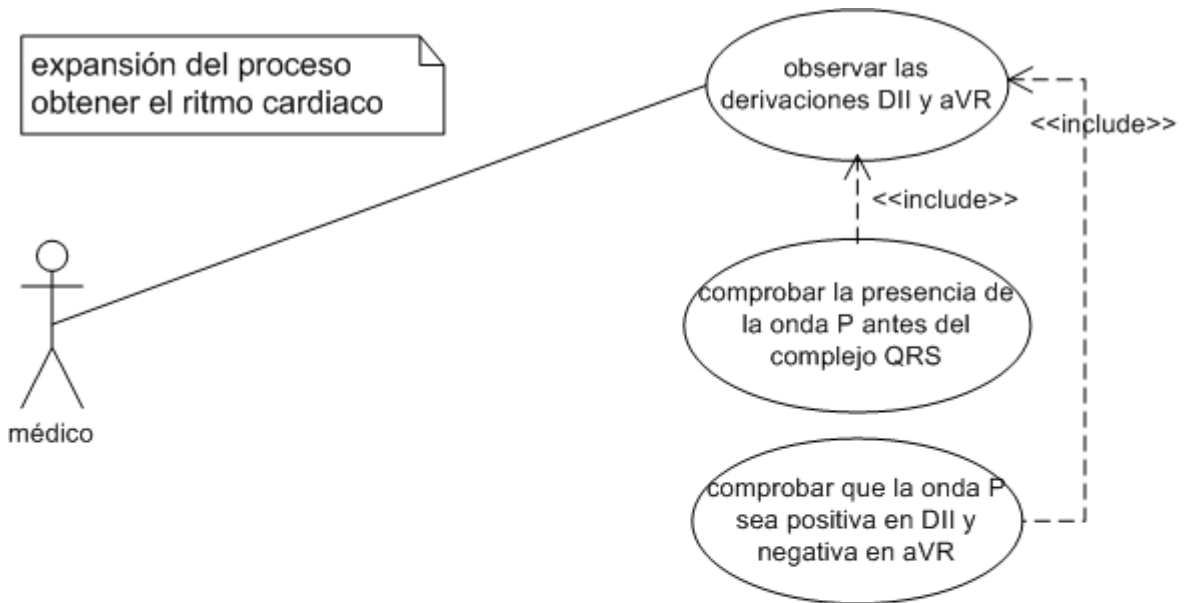 expansión del proceso
obtener el ritmo cardiaco
observar las
derivaciones DII y aVR
<<include>>
<<include>>
comprobar la presencia de
la onda P antes del
complejo QRS
médico
comprobar que la onda P
sea positiva en DII y
negativa en aVR